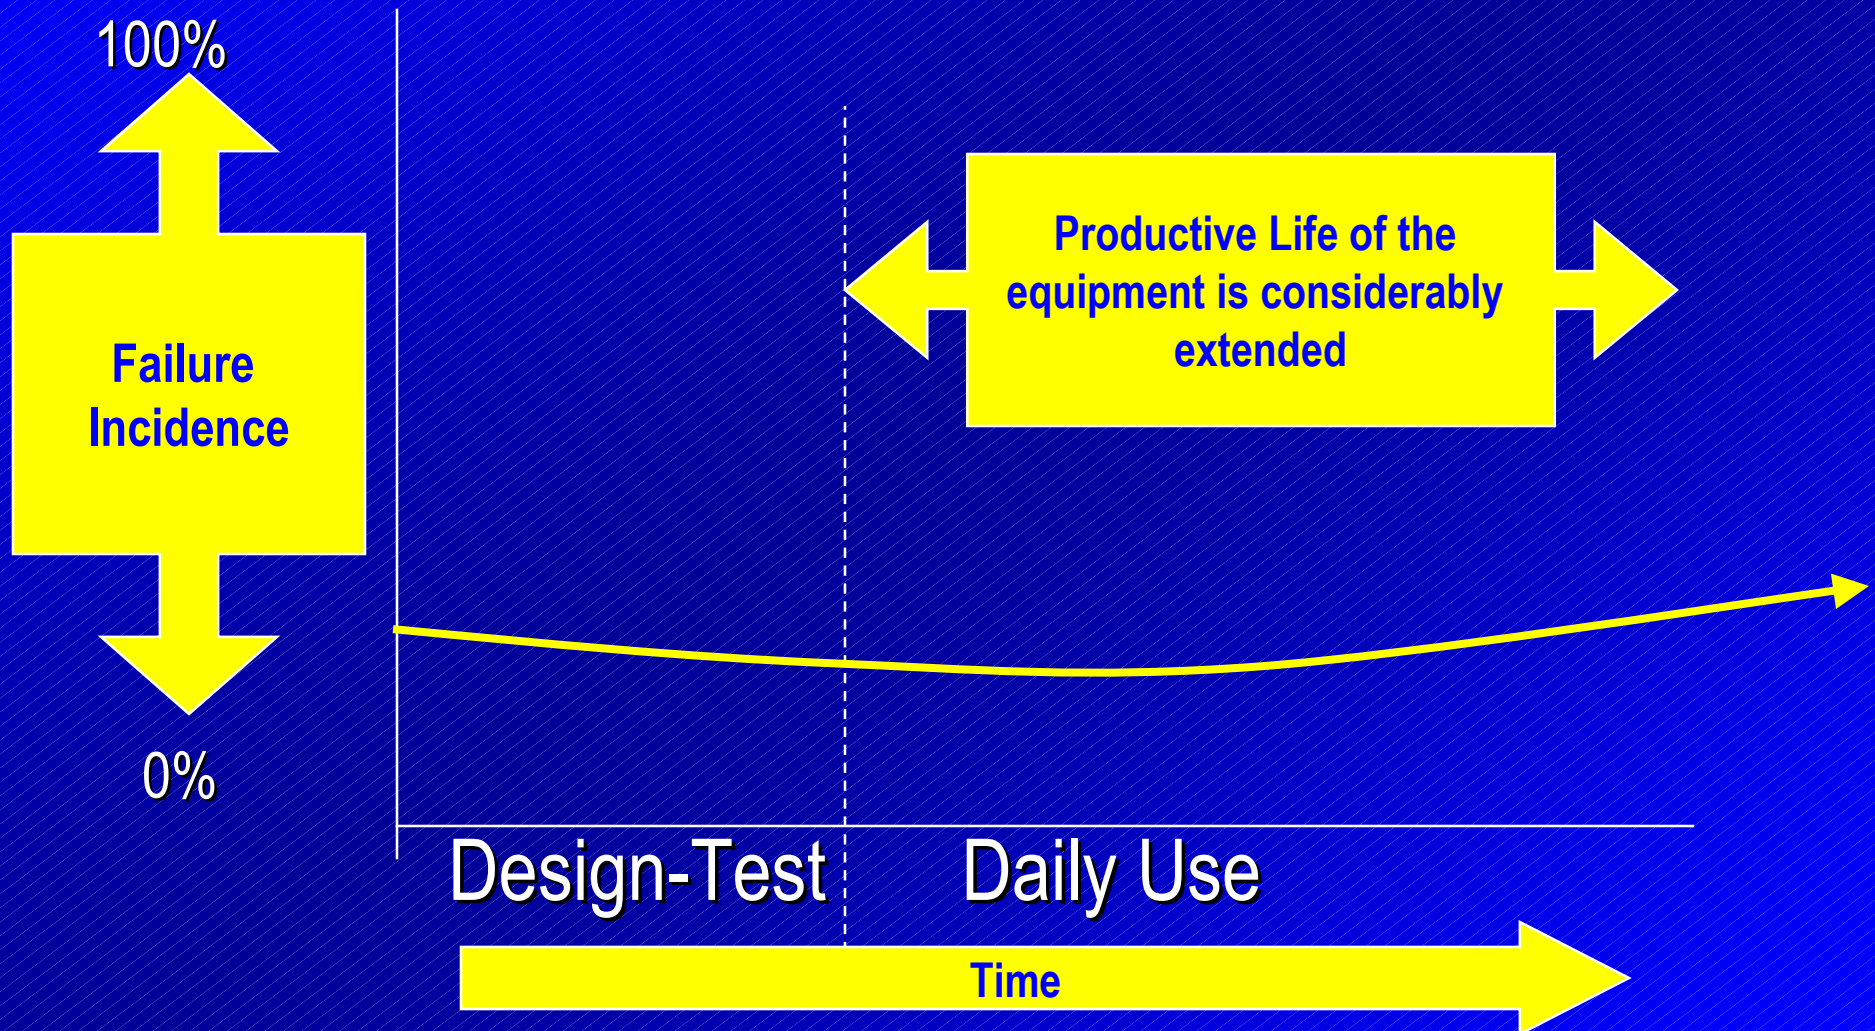 100%
Failure
Incidence
0%
Productive Life of the
equipment is considerably
extended
Design-Test
Daily Use
Time